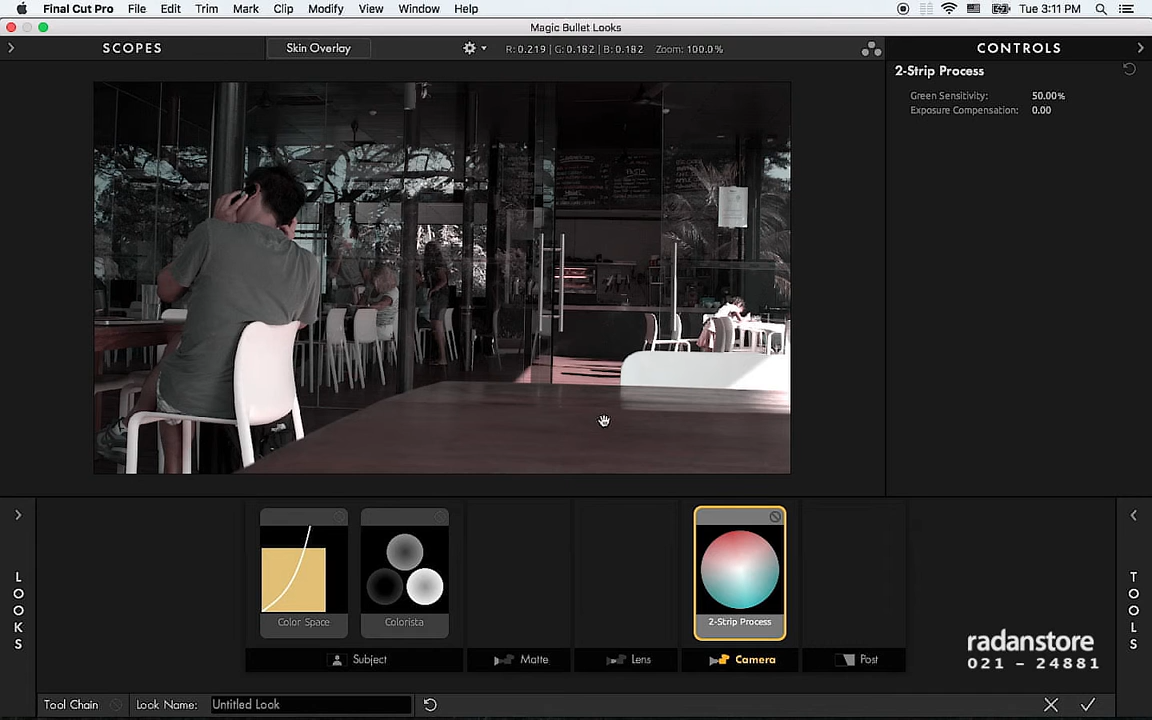 Final Cut Pro File Edit Trim Mark Clip Modify View Window Help Tue 3:11 PM
Magic Bullet Looks
SCOPES Skin Overlay R: 0.219 | G: 0.182 | B: 0.182 Zoom: 100.0% CONTROLS
2-Strip Process
Green Sensitivity: 50.00%
Exposure Compensation: 0.00
PASTA
LOOKS
TOOLS
Color Space Colorista 2-Strip Process
Subject Matte Lens Camera Post
radanstore
021 - 24881
Tool Chain Look Name: Untitled Look